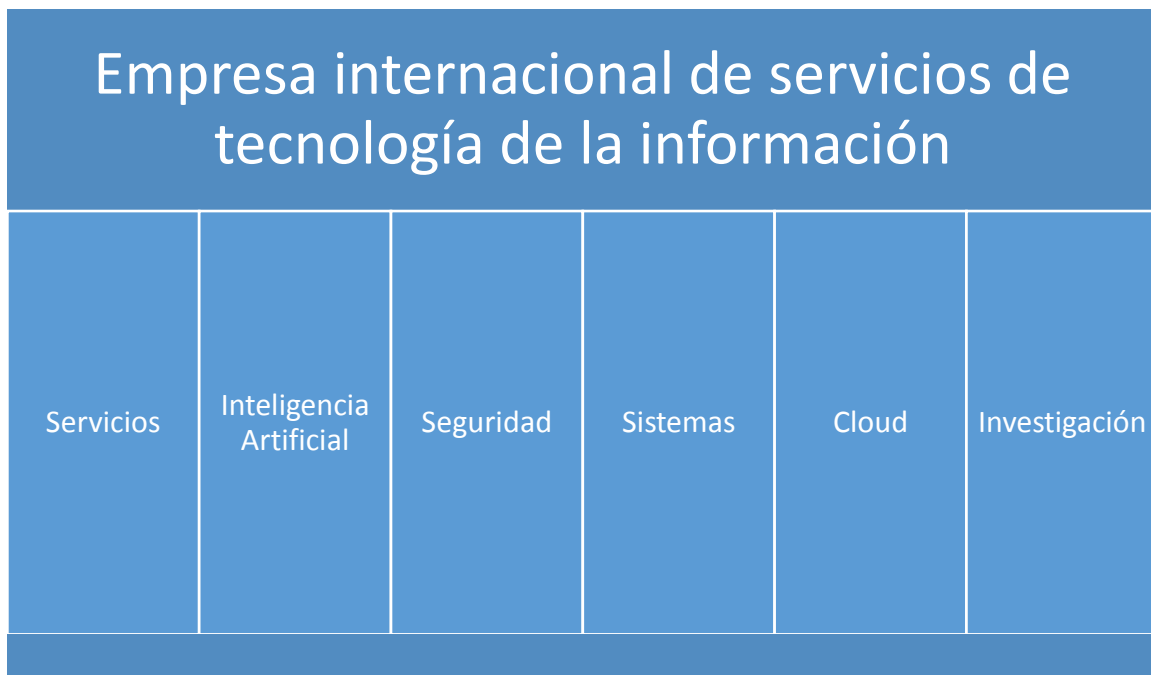 Empresa internacional de servicios de
tecnología de la información
Servicios
Inteligencia
Artificial
Seguridad
Sistemas
Cloud
Investigación